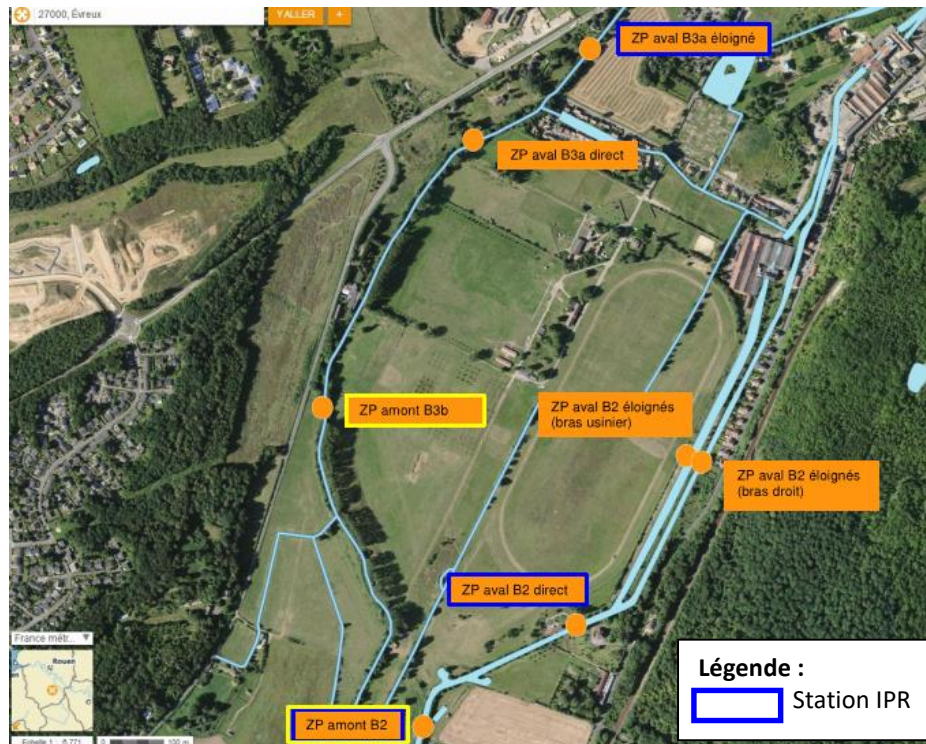 27000, Évreux
YALLER
+
ZP aval B3a éloigné
ZP aval B3a direct
ZP amont B3b
ZP aval B2 éloignés
(bras usinier)
ZP aval B2 éloignés
(bras droit)
ZP aval B2 direct
ZP amont B2
France métr...
Rouen
Légende :
Station IPR
0
100 m